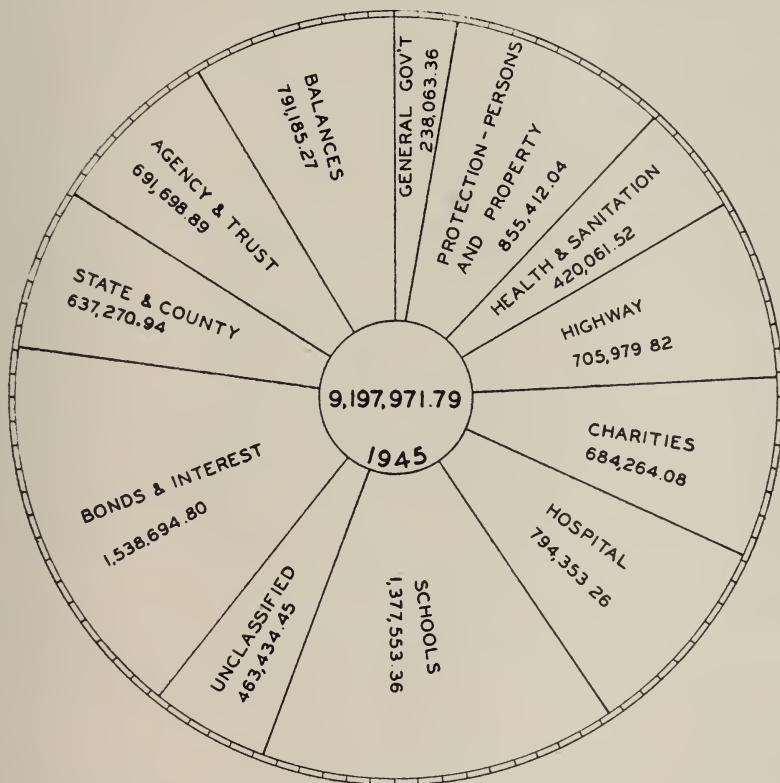 GENERAL GOV'T
238,063.36
PROTECTION-PERSONS
AND PROPERTY
855,412.04
HEALTH & SANITATION
420,061.52
HIGHWAY
705,979 82
CHARITIES
684,264.08
HOSPITAL
794,353 26
SCHOOLS
1,377,553.36
UNCLASSIFIED
463,434.45
BONDS & INTEREST
1,538,694.80
STATE & COUNTY
637,270.94
AGENCY & TRUST
691,698.89
BALANCES
791,185.27
9,197,971.79
1945